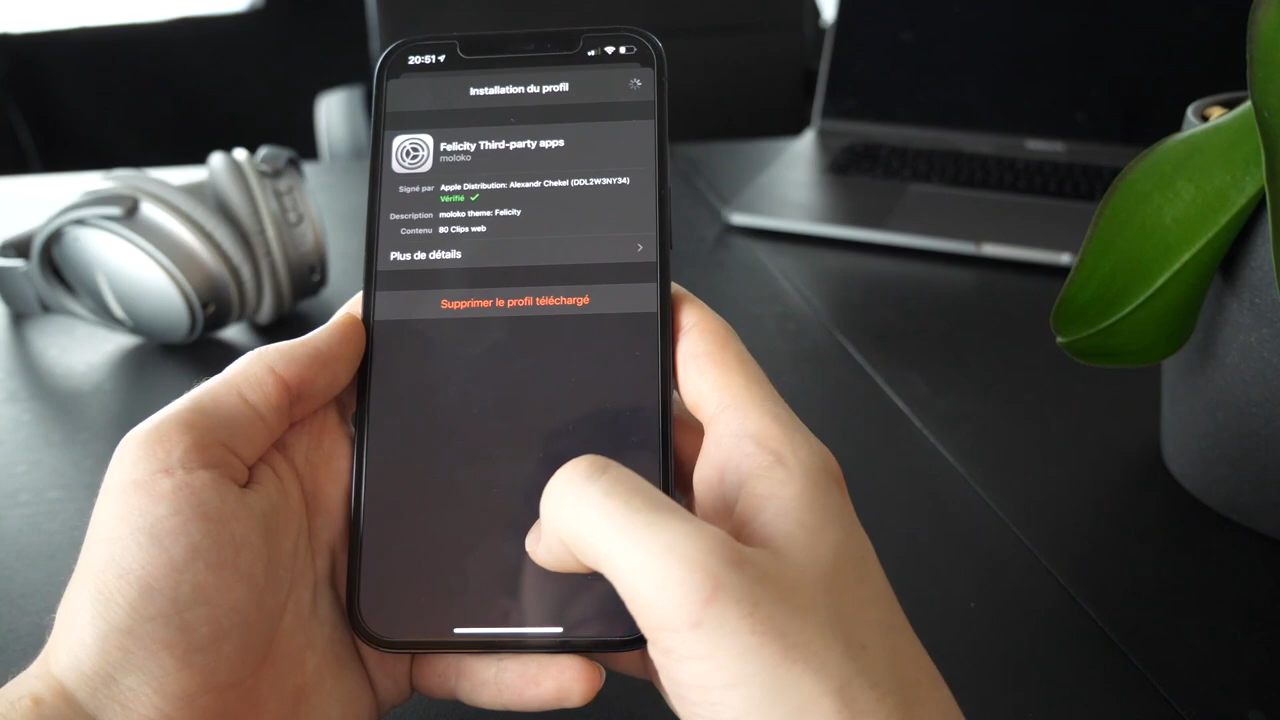 20:51
Installation du profil
Felicity Third-party apps
moloko
Signé par Apple Distribution: Alexandr Chekel (DDL2W3NY34)
Vérifié
Description moloko theme: Felicity
Contenu 80 Clips web
Plus de détails
Supprimer le profil téléchargé